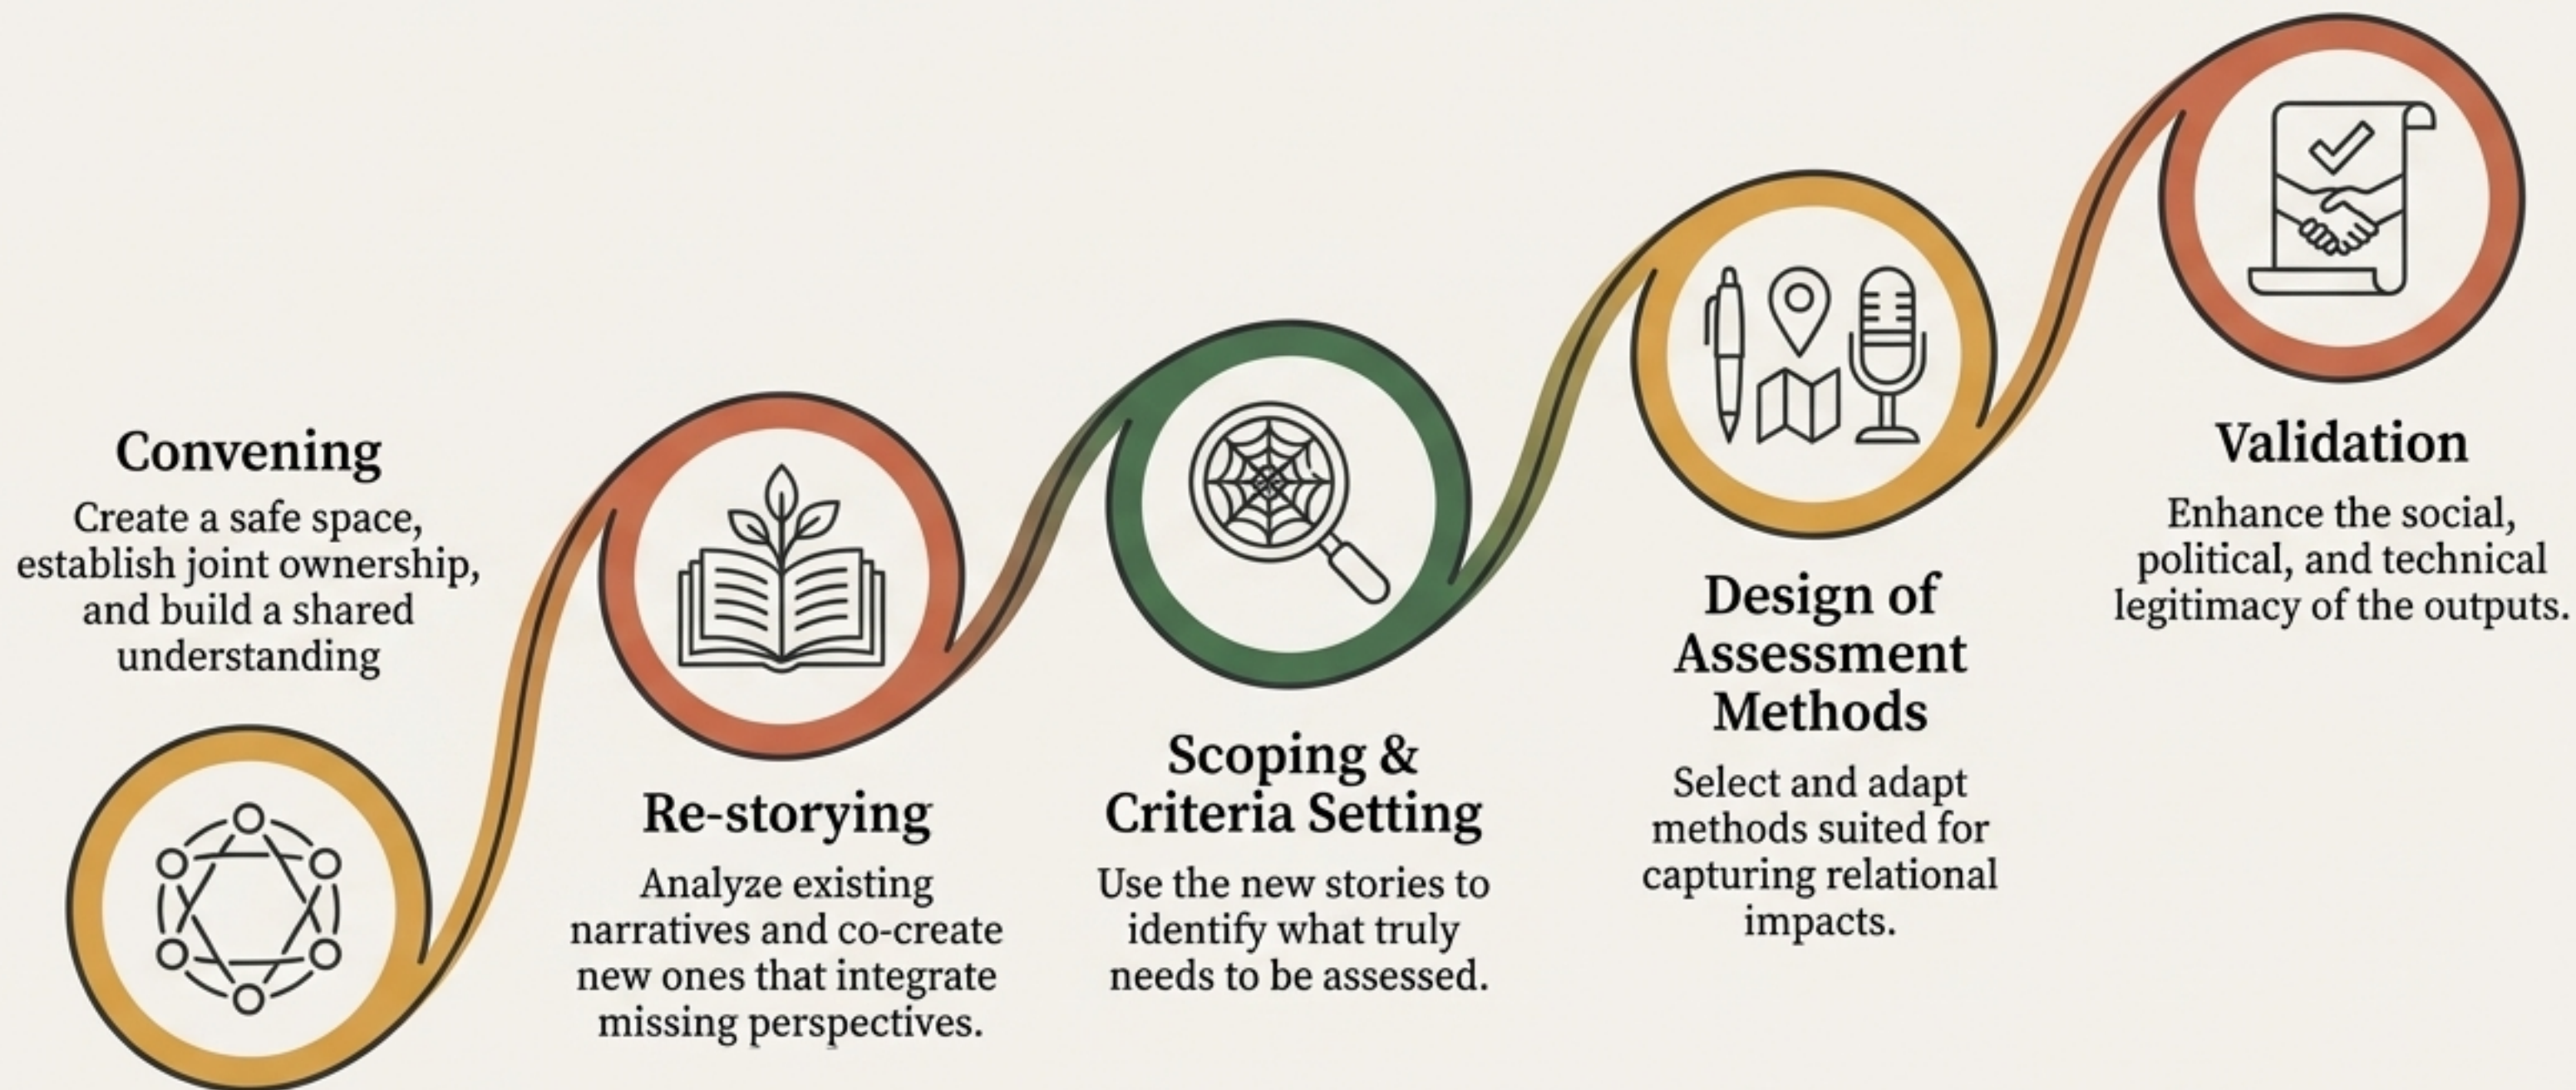 Convening
Create a safe space,
establish joint ownership,
and build a shared
understanding
Re-storying
Analyze existing
narratives and co-create
new ones that integrate
missing perspectives.
Scoping &
Criteria Setting
Use the new stories to
identify what truly
needs to be assessed.
Design of
Assessment
Methods
Select and adapt
methods suited for
capturing relational
impacts.
Validation
Enhance the social,
political, and technical
legitimacy of the outputs.